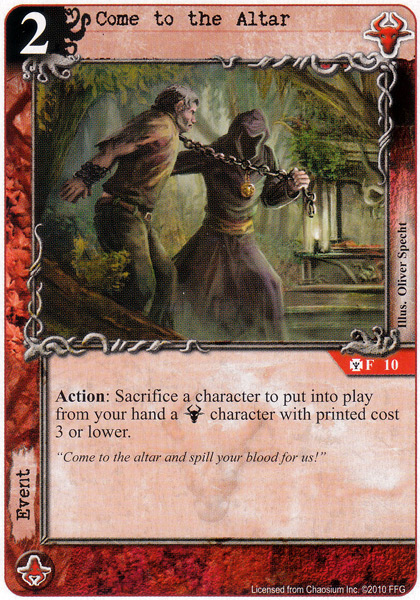 2
Come to the Altar
Illus. Oliver Specht
F 10
Action: Sacrifice a character to put into play
from your hand a character with printed cost
3 or lower.
"Come to the altar and spill your blood for us!"
Event
Licensed from Chaosium Inc. ©2010 FFG